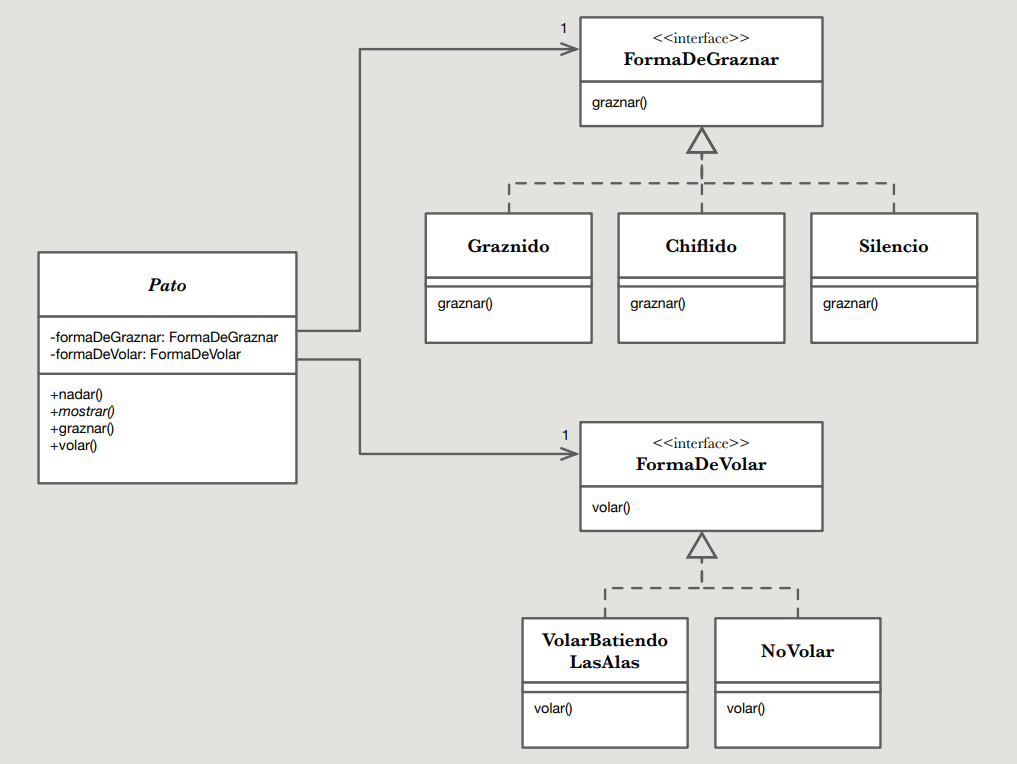 1
<<interface>>
FormaDeGraznar
graznar()
Graznido
graznar()
Chiflido
graznar()
Silencio
graznar()
Pato
-formaDeGraznar: FormaDeGraznar
-formaDeVolar: FormaDeVolar
+nadar()
+mostrar()
+graznar()
+volar()
1
<<interface>>
FormaDeVolar
volar()
VolarBatiendo
LasAlas
volar()
NoVolar
volar()